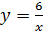 y = 6/x